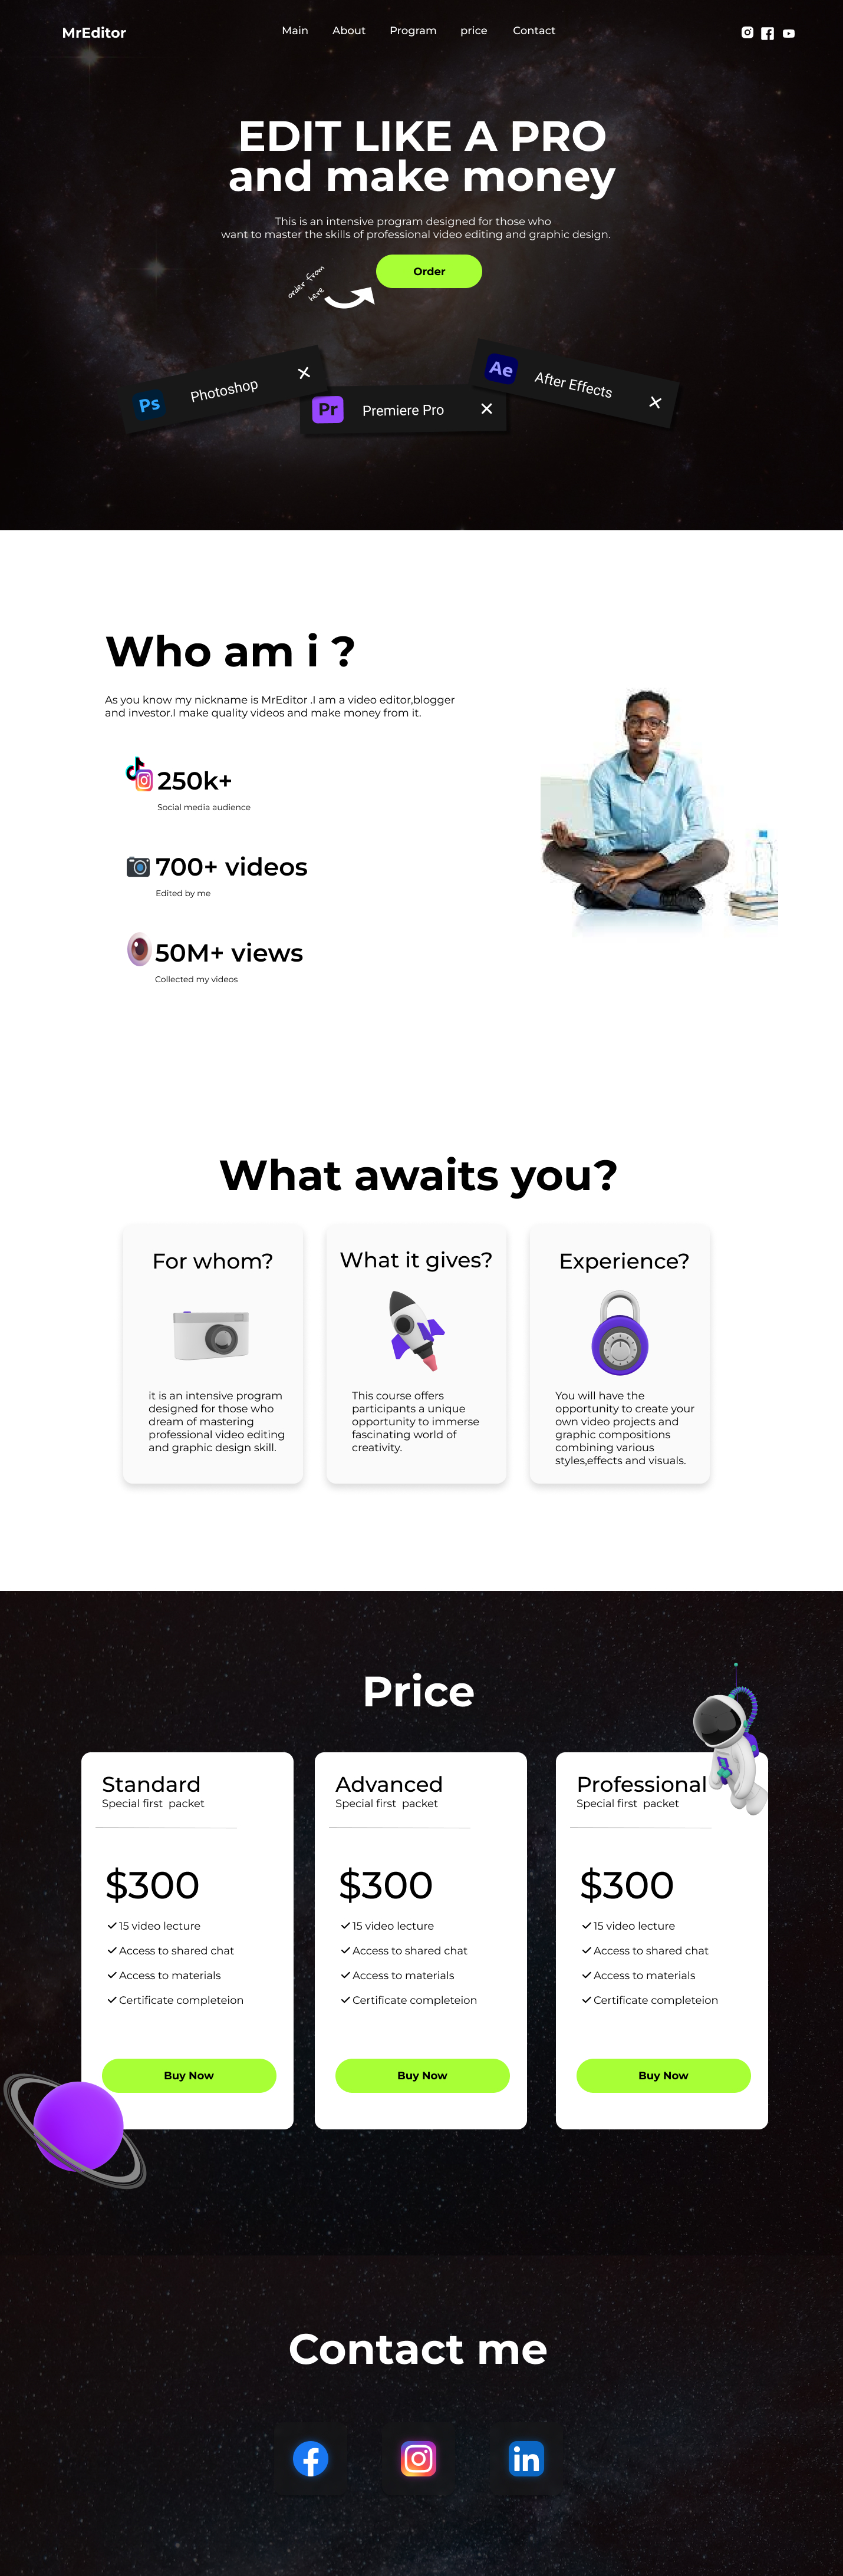 MrEditor
Main About Program price Contact
EDIT LIKE A PRO
and make money
This is an intensive program designed for those who
want to master the skills of professional video editing and graphic design.
Order
order from
here
Ps Photoshop
Pr Premiere Pro
Ae After Effects
Who am i ?
As you know my nickname is MrEditor .I am a video editor,blogger
and investor.I make quality videos and make money from it.
250k+
Social media audience
700+ videos
Edited by me
50M+ views
Collected my videos
What awaits you?
For whom?
it is an intensive program
designed for those who
dream of mastering
professional video editing
and graphic design skill.
What it gives?
This course offers
participants a unique
opportunity to immerse
fascinating world of
creativity.
Experience?
You will have the
opportunity to create your
own video projects and
graphic compositions
combining various
styles,effects and visuals.
Price
Standard
Special first packet
$300
15 video lecture
Access to shared chat
Access to materials
Certificate completeion
Buy Now
Advanced
Special first packet
$300
15 video lecture
Access to shared chat
Access to materials
Certificate completeion
Buy Now
Professional
Special first packet
$300
15 video lecture
Access to shared chat
Access to materials
Certificate completeion
Buy Now
Contact me
in